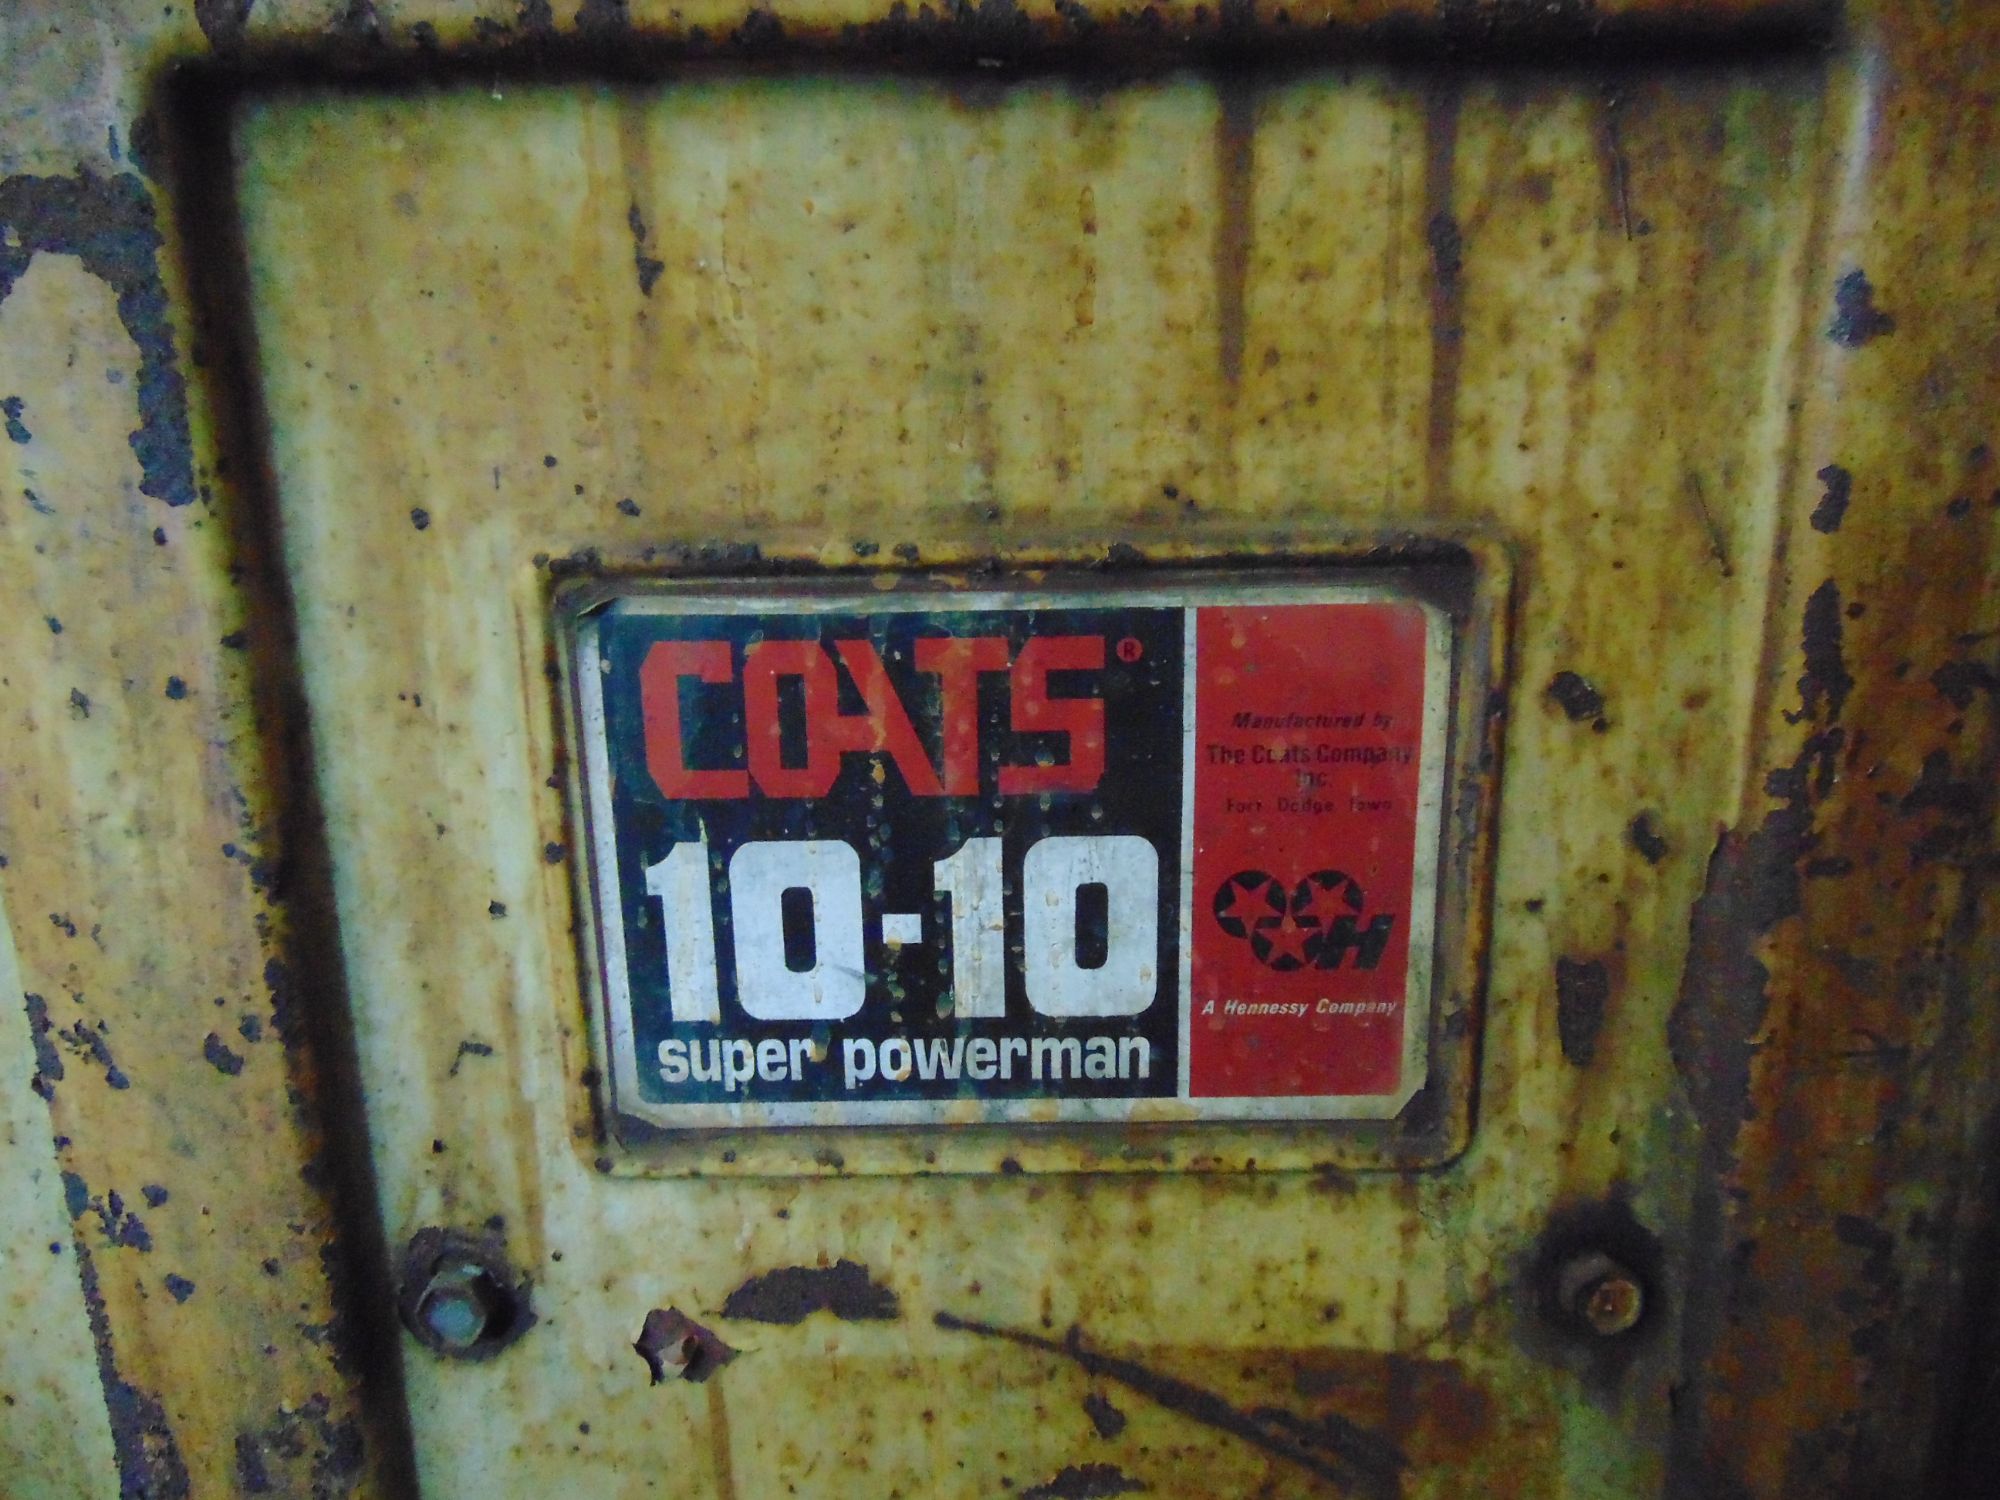 COATS®
10-10
super powerman
Manufactured by
The Coats Company
Inc.
Fort Dodge Iowa
H
A Hennessy Company